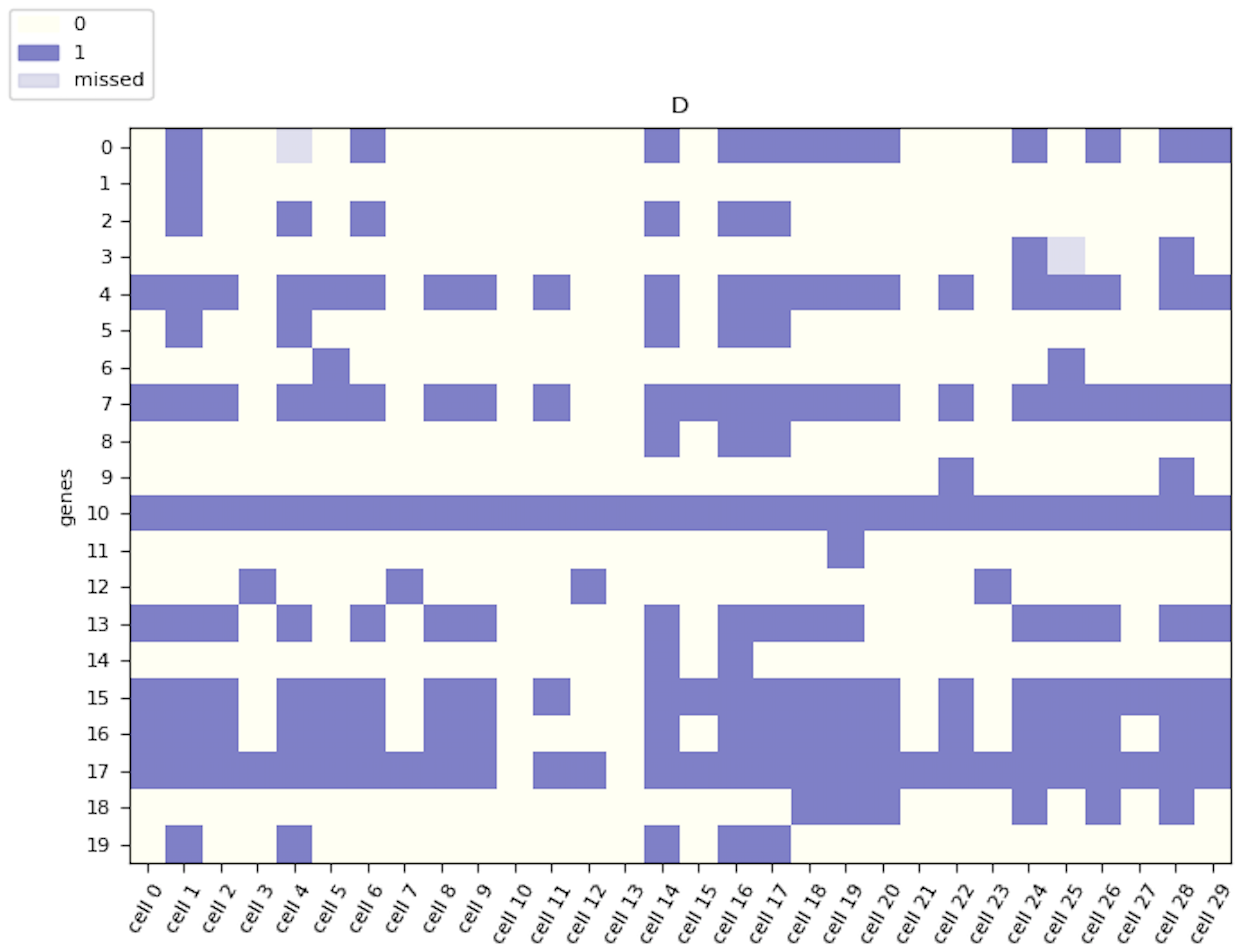 0
1
missed
D
genes
0
1
2
3
4
5
6
7
8
9
10
11
12
13
14
15
16
17
18
19
cell 0
cell 1
cell 2
cell 3
cell 4
cell 5
cell 6
cell 7
cell 8
cell 9
cell 10
cell 11
cell 12
cell 13
cell 14
cell 15
cell 16
cell 17
cell 18
cell 19
cell 20
cell 21
cell 22
cell 23
cell 24
cell 25
cell 26
cell 27
cell 28
cell 29